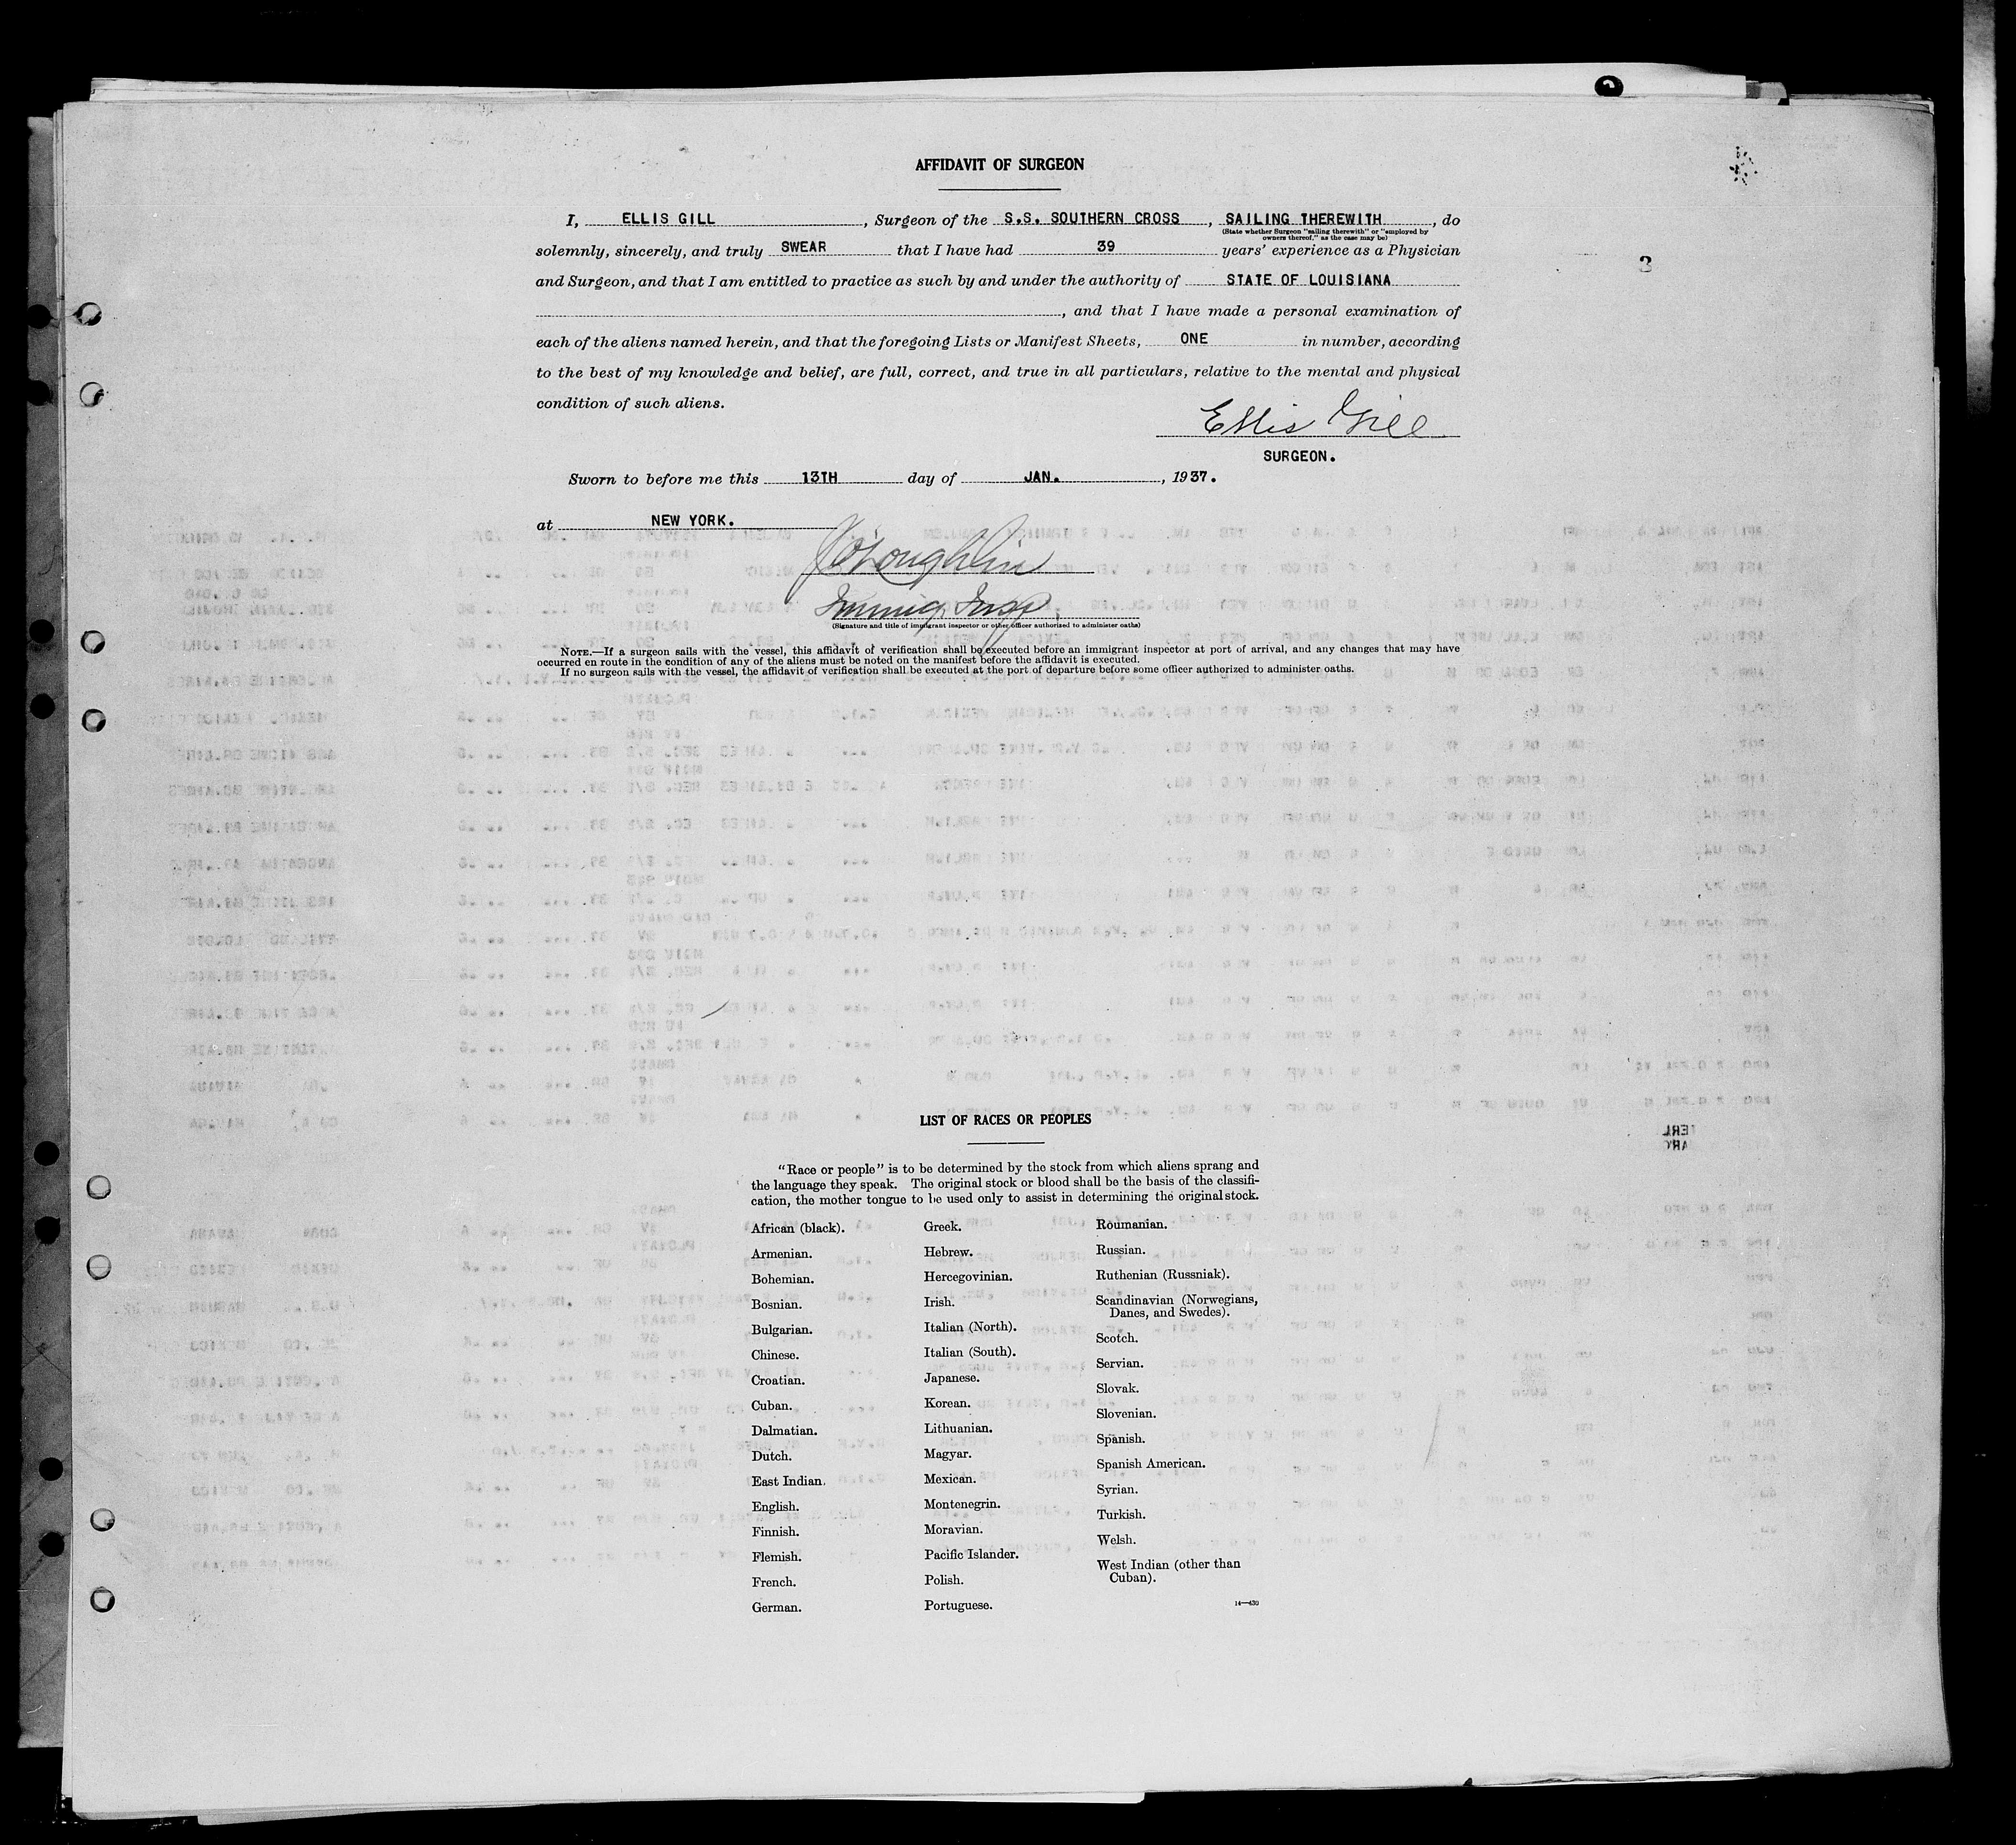 AFFIDAVIT OF SURGEON
I, ELLIS GILL, Surgeon of the S.S. SOUTHERN CROSS, SAILING THEREWITH, do
(State whether Surgeon "sailing therewith" or "employed by
owners thereof," as the case may be)
solemnly, sincerely, and truly SWEAR that I have had 39 years' experience as a Physician
3
and Surgeon, and that I am entitled to practice as such by and under the authority of STATE OF LOUISIANA
, and that I have made a personal examination of
each of the aliens named herein, and that the foregoing Lists or Manifest Sheets, ONE in number, according
to the best of my knowledge and belief, are full, correct, and true in all particulars, relative to the mental and physical
condition of such aliens.
Ellis Gill
SURGEON.
Sworn to before me this 13TH day of JAN., 1937.
at NEW YORK.
J O'Loughlin
Immig. Insp.
(Signature and title of immigrant inspector or other officer authorized to administer oaths)
NOTE.—If a surgeon sails with the vessel, this affidavit of verification shall be executed before an immigrant inspector at port of arrival, and any changes that may have
occurred en route in the condition of any of the aliens must be noted on the manifest before the affidavit is executed.
If no surgeon sails with the vessel, the affidavit of verification shall be executed at the port of departure before some officer authorized to administer oaths.
LIST OF RACES OR PEOPLES
"Race or people" is to be determined by the stock from which aliens sprang and
the language they speak. The original stock or blood shall be the basis of the classifi-
cation, the mother tongue to be used only to assist in determining the original stock.
African (black).
Armenian.
Bohemian.
Bosnian.
Bulgarian.
Chinese.
Croatian.
Cuban.
Dalmatian.
Dutch.
East Indian.
English.
Finnish.
Flemish.
French.
German.
Greek.
Hebrew.
Hercegovinian.
Irish.
Italian (North).
Italian (South).
Japanese.
Korean.
Lithuanian.
Magyar.
Mexican.
Montenegrin.
Moravian.
Pacific Islander.
Polish.
Portuguese.
Roumanian.
Russian.
Ruthenian (Russniak).
Scandinavian (Norwegians,
Danes, and Swedes).
Scotch.
Servian.
Slovak.
Slovenian.
Spanish.
Spanish American.
Syrian.
Turkish.
Welsh.
West Indian (other than
Cuban).
14—430